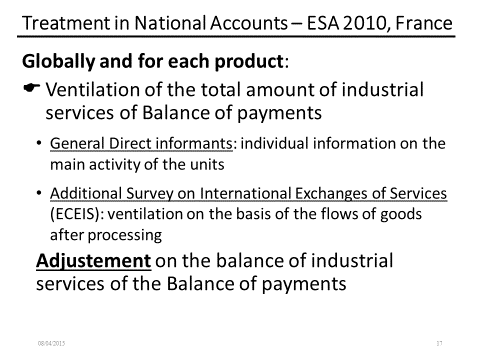 Treatment in National Accounts – ESA 2010, France
Globally and for each product:
Ventilation of the total amount of industrial
services of Balance of payments
• General Direct informants: individual information on the
main activity of the units
• Additional Survey on International Exchanges of Services
(ECEIS): ventilation on the basis of the flows of goods
after processing
Adjustement on the balance of industrial
services of the Balance of payments
08/04/2015
17